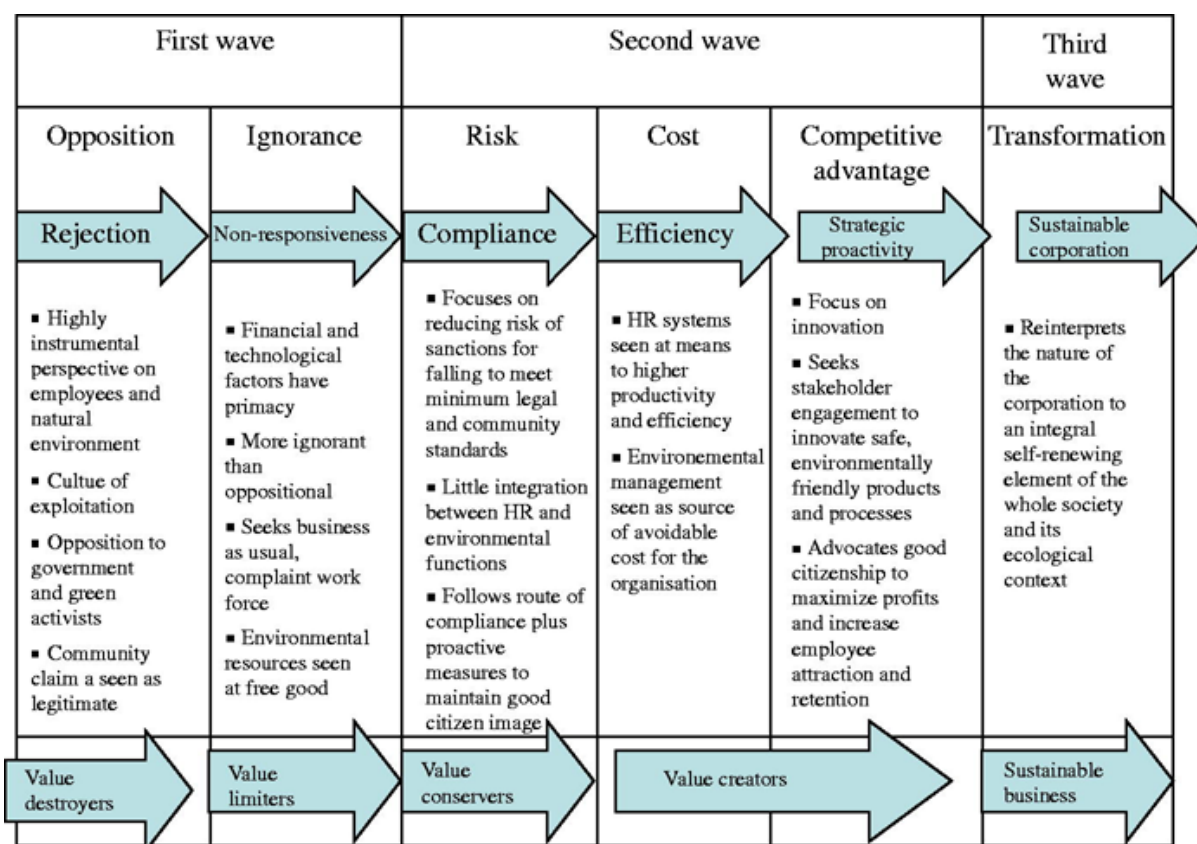 First wave
Second wave
Third
wave
Opposition
Ignorance
Risk
Cost
Competitive
advantage
Transformation
Rejection
Non-responsiveness
Compliance
Efficiency
Strategic
proactivity
Sustainable
corporation
▪ Highly
instrumental
perspective on
employees and
natural
environment
▪ Cultue of
exploitation
▪ Opposition to
government
and green
activists
▪ Community
claim a seen as
legitimate
▪ Financial and
technological
factors have
primacy
▪ More ignorant
than
oppositional
▪ Seeks business
as usual,
complaint work
force
▪ Environmental
resources seen
at free good
▪ Focuses on
reducing risk of
sanctions for
falling to meet
minimum legal
and community
standards
▪ Little integration
between HR and
environmental
functions
▪ Follows route of
compliance plus
proactive
measures to
maintain good
citizen image
▪ HR systems
seen at means
to higher
productivity
and efficiency
▪ Environemental
management
seen as source
of avoidable
cost for the
organisation
▪ Focus on
innovation
▪ Seeks
stakeholder
engagement to
innovate safe,
environmentally
friendly products
and processes
▪ Advocates good
citizenship to
maximize profits
and increase
employee
attraction and
retention
▪ Reinterprets
the nature of
the
corporation to
an integral
self-renewing
element of the
whole society
and its
ecological
context
Value
destroyers
Value
limiters
Value
conservers
Value creators
Sustainable
business